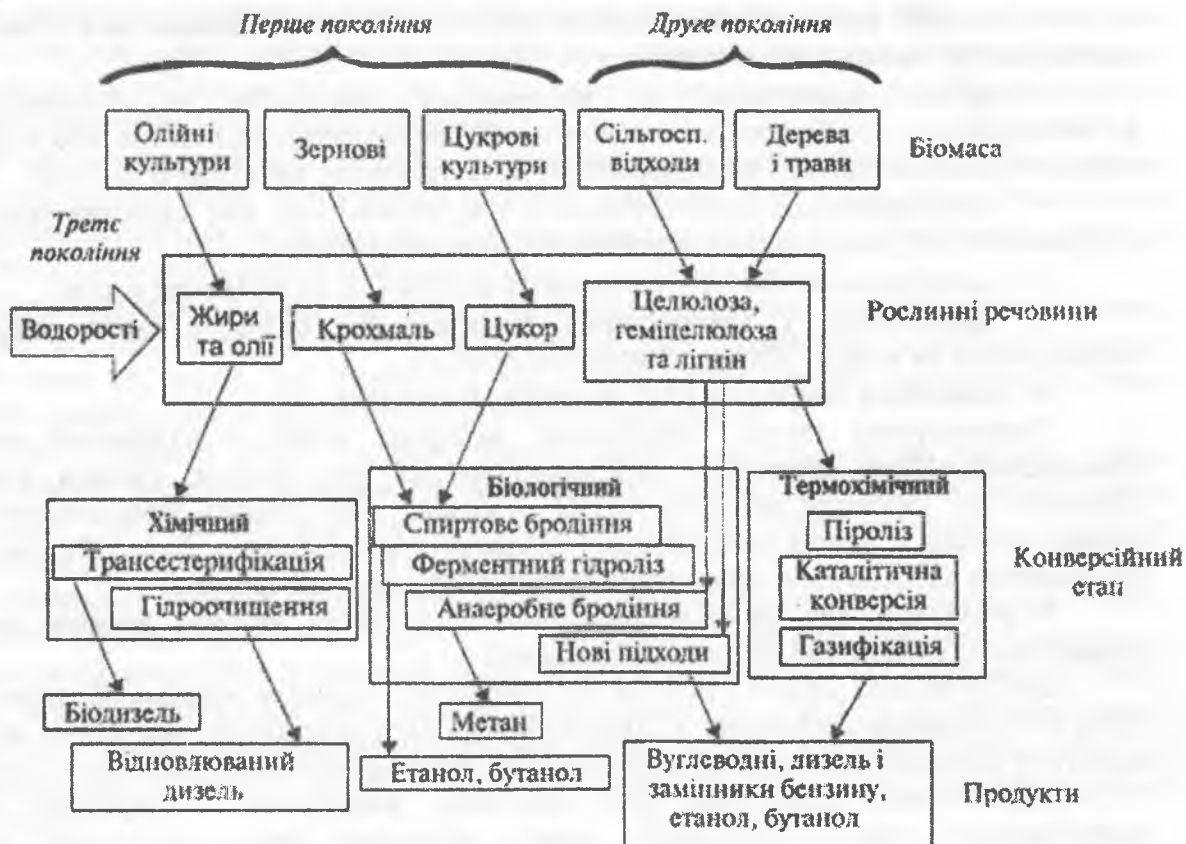 Перше покоління
Друге покоління
Олійні
культури
Зернові
Цукрові
культури
Сільгосп.
відходи
Дерева
і трави
Біомаса
Третє
покоління
Водорості
Жири
та олії
Крохмаль
Цукор
Целюлоза,
геміцелюлоза
та лігнін
Рослинні речовини
Хімічний
Трансестерифікація
Гідроочищення
Біологічний
Спиртове бродіння
Ферментний гідроліз
Анаеробне бродіння
Нові підходи
Термохімічний
Піроліз
Каталітична
конверсія
Газифікація
Конверсійний
етап
Біодизель
Відновлюваний
дизель
Метан
Етанол, бутанол
Вуглеводні, дизель і
замінники бензину,
етанол, бутанол
Продукти